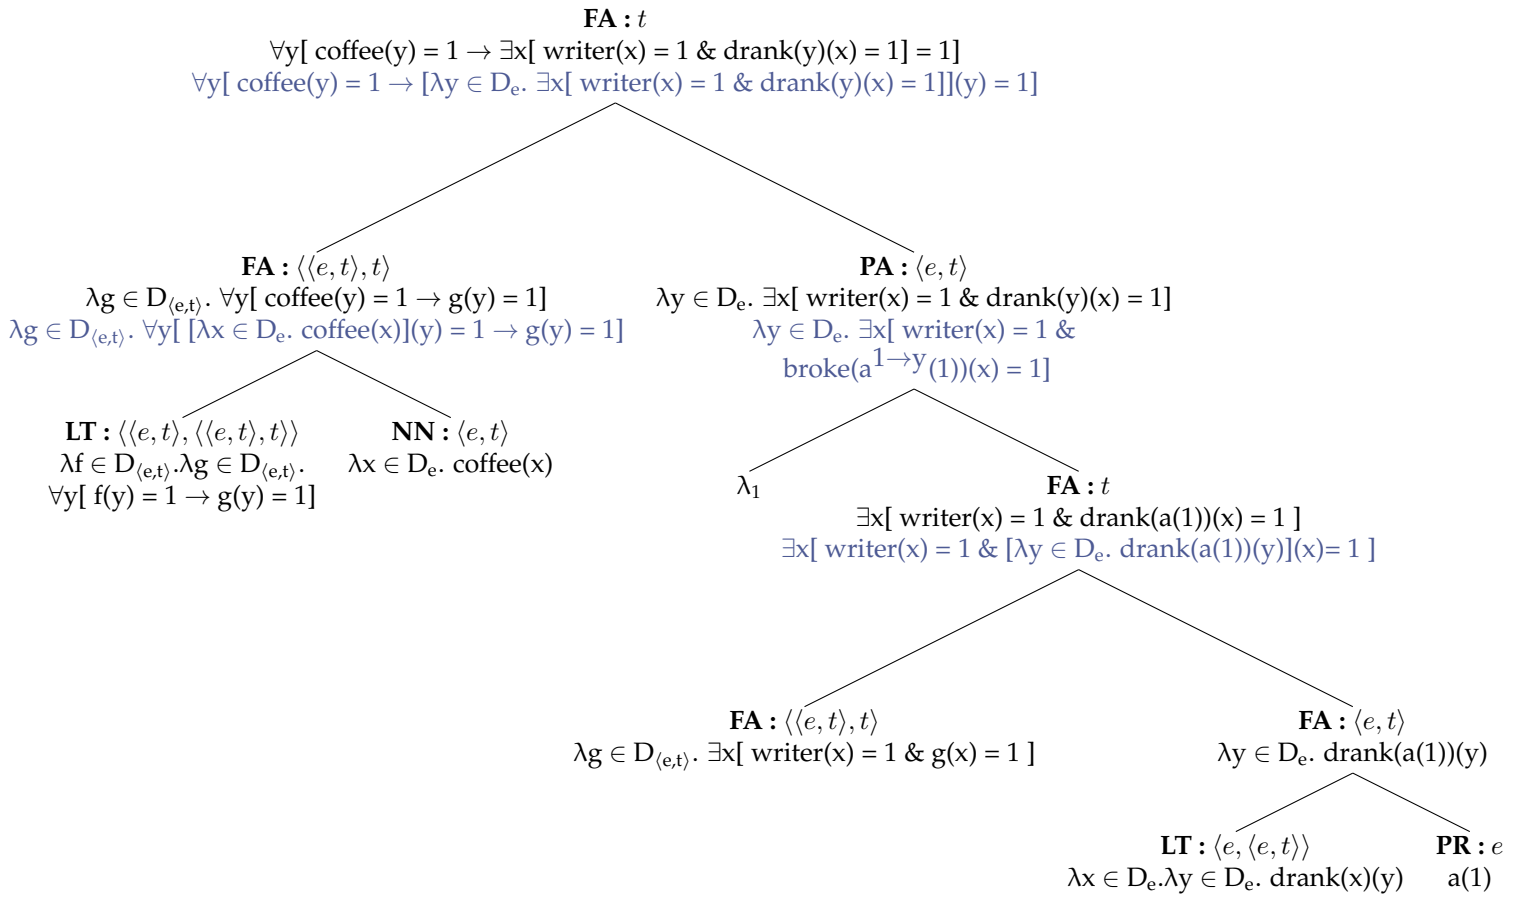 FA : t
∀y[ coffee(y) = 1 → ∃x[ writer(x) = 1 & drank(y)(x) = 1] = 1]
∀y[ coffee(y) = 1 → [λy ∈ Dₑ. ∃x[ writer(x) = 1 & drank(y)(x) = 1]](y) = 1]
FA : ⟨⟨e, t⟩, t⟩
λg ∈ D⟨e,t⟩. ∀y[ coffee(y) = 1 → g(y) = 1]
λg ∈ D⟨e,t⟩. ∀y[ [λx ∈ Dₑ. coffee(x)](y) = 1 → g(y) = 1]
PA : ⟨e, t⟩
λy ∈ Dₑ. ∃x[ writer(x) = 1 & drank(y)(x) = 1]
λy ∈ Dₑ. ∃x[ writer(x) = 1 &
broke(a^1→y(1))(x) = 1]
LT : ⟨⟨e, t⟩, ⟨⟨e, t⟩, t⟩⟩
λf ∈ D⟨e,t⟩.λg ∈ D⟨e,t⟩.
∀y[ f(y) = 1 → g(y) = 1]
NN : ⟨e, t⟩
λx ∈ Dₑ. coffee(x)
λ₁
FA : t
∃x[ writer(x) = 1 & drank(a(1))(x) = 1 ]
∃x[ writer(x) = 1 & [λy ∈ Dₑ. drank(a(1))(y)](x)= 1 ]
FA : ⟨⟨e, t⟩, t⟩
λg ∈ D⟨e,t⟩. ∃x[ writer(x) = 1 & g(x) = 1 ]
FA : ⟨e, t⟩
λy ∈ Dₑ. drank(a(1))(y)
LT : ⟨e, ⟨e, t⟩⟩
λx ∈ Dₑ.λy ∈ Dₑ. drank(x)(y)
PR : e
a(1)